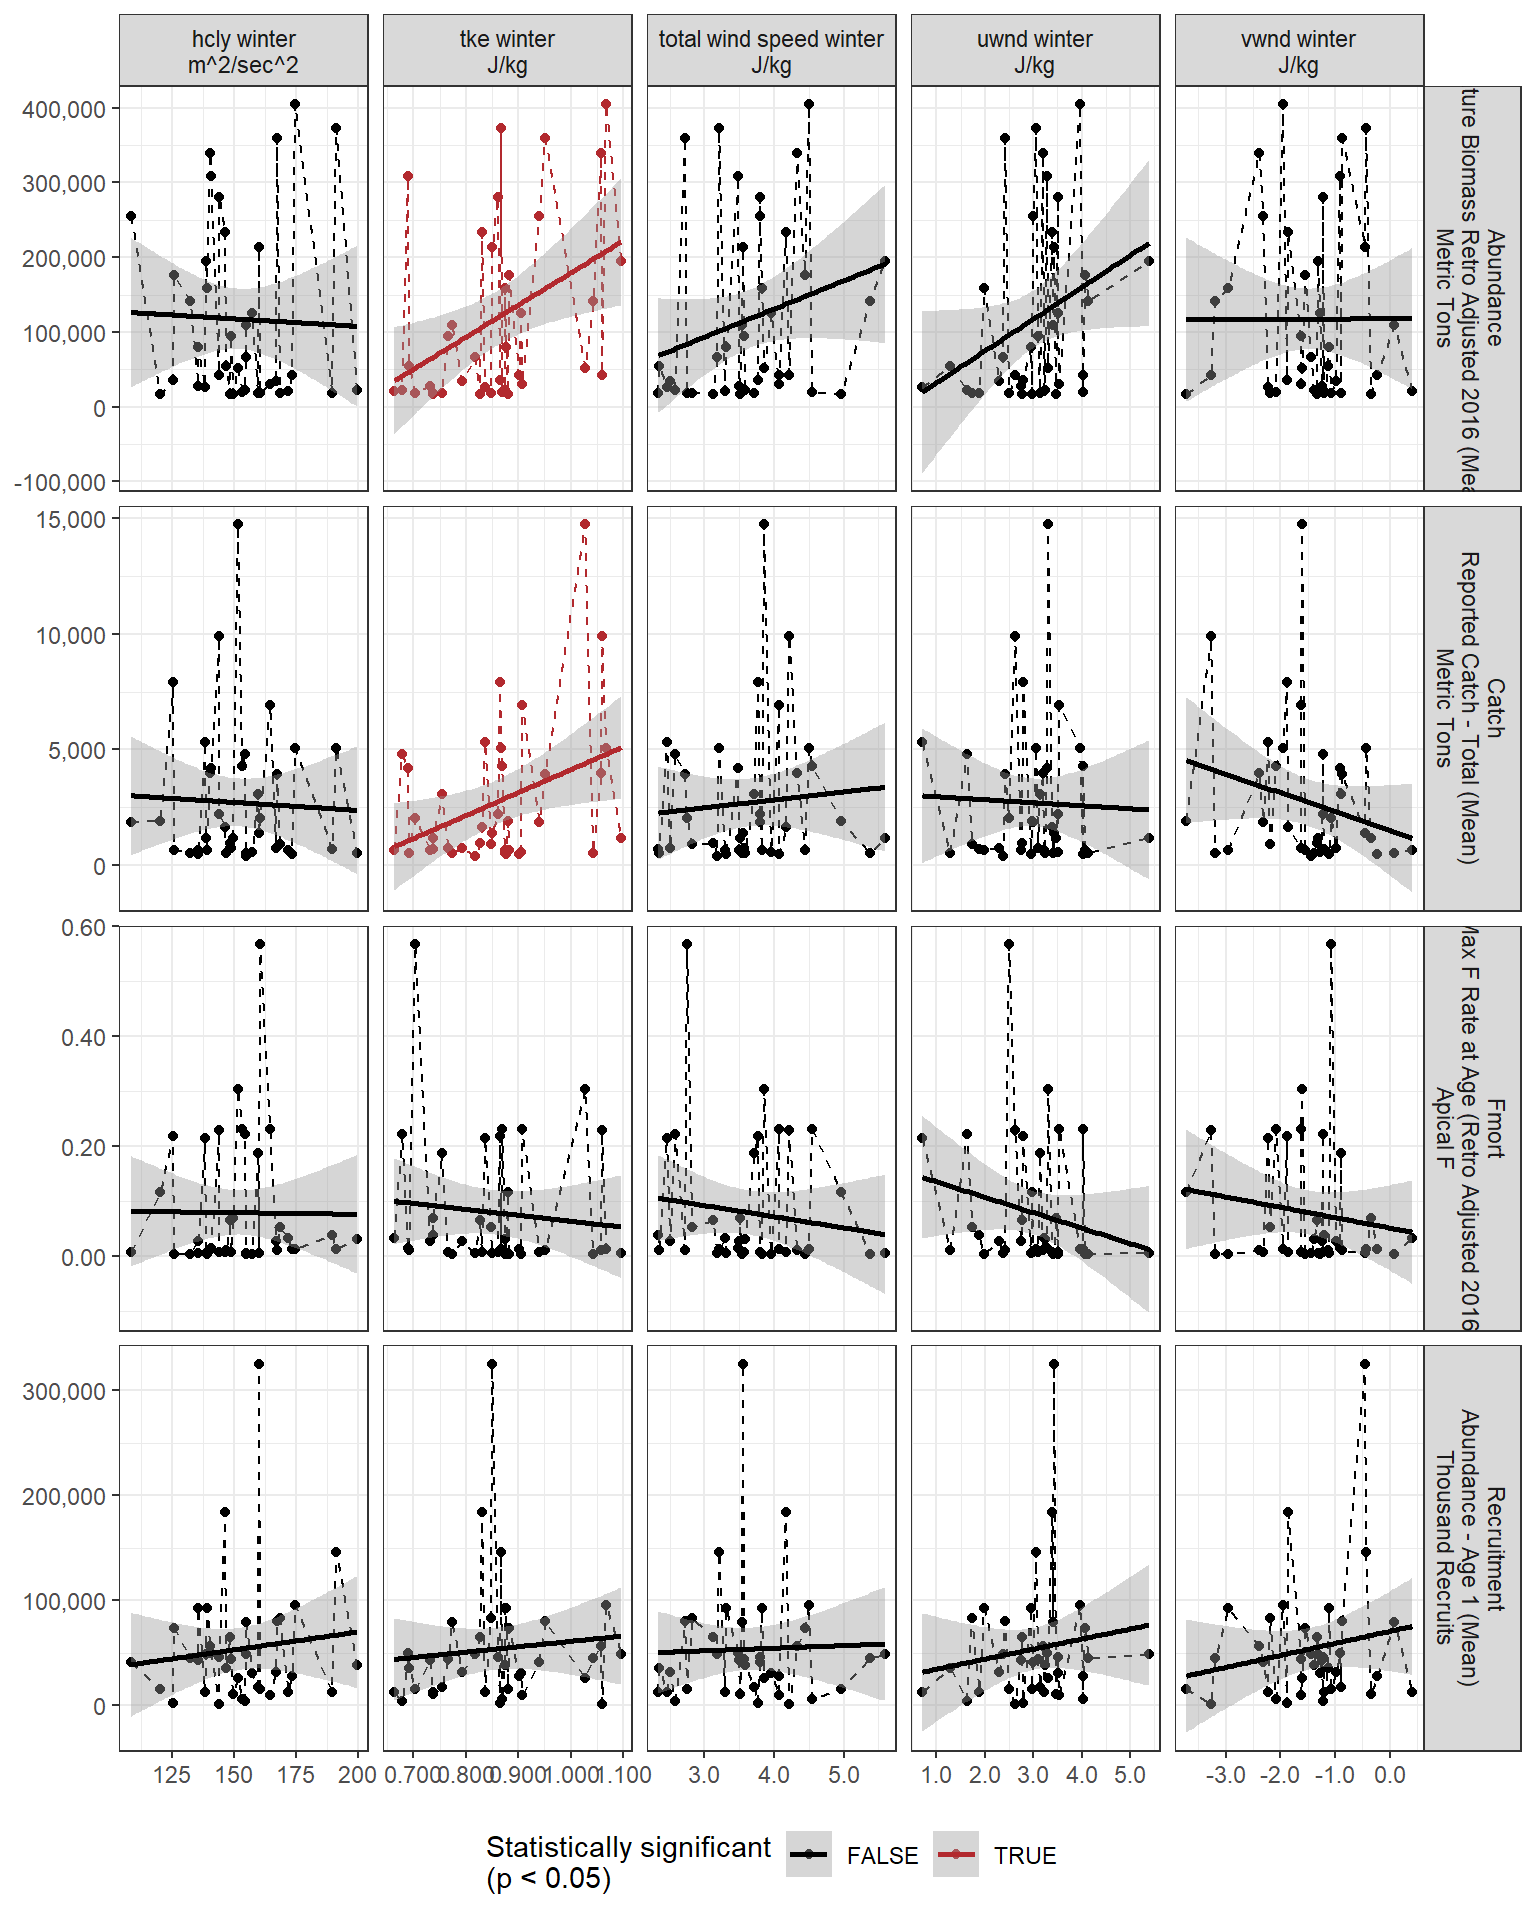 hcly winter
m^2/sec^2
tke winter
J/kg
total wind speed winter
J/kg
uwnd winter
J/kg
vwnd winter
J/kg
400,000
300,000
200,000
100,000
0
-100,000
Abundance
ture Biomass Retro Adjusted 2016 (Mea
Metric Tons
15,000
10,000
5,000
0
Catch
Reported Catch - Total (Mean)
Metric Tons
0.60
0.40
0.20
0.00
Fmort
Max F Rate at Age (Retro Adjusted 2016
Apical F
300,000
200,000
100,000
0
Recruitment
Abundance - Age 1 (Mean)
Thousand Recruits
125 150 175 200
0.700 0.800 0.900 1.000 1.100
3.0 4.0 5.0
1.0 2.0 3.0 4.0 5.0
-3.0 -2.0 -1.0 0.0
Statistically significant
(p < 0.05)
FALSE
TRUE